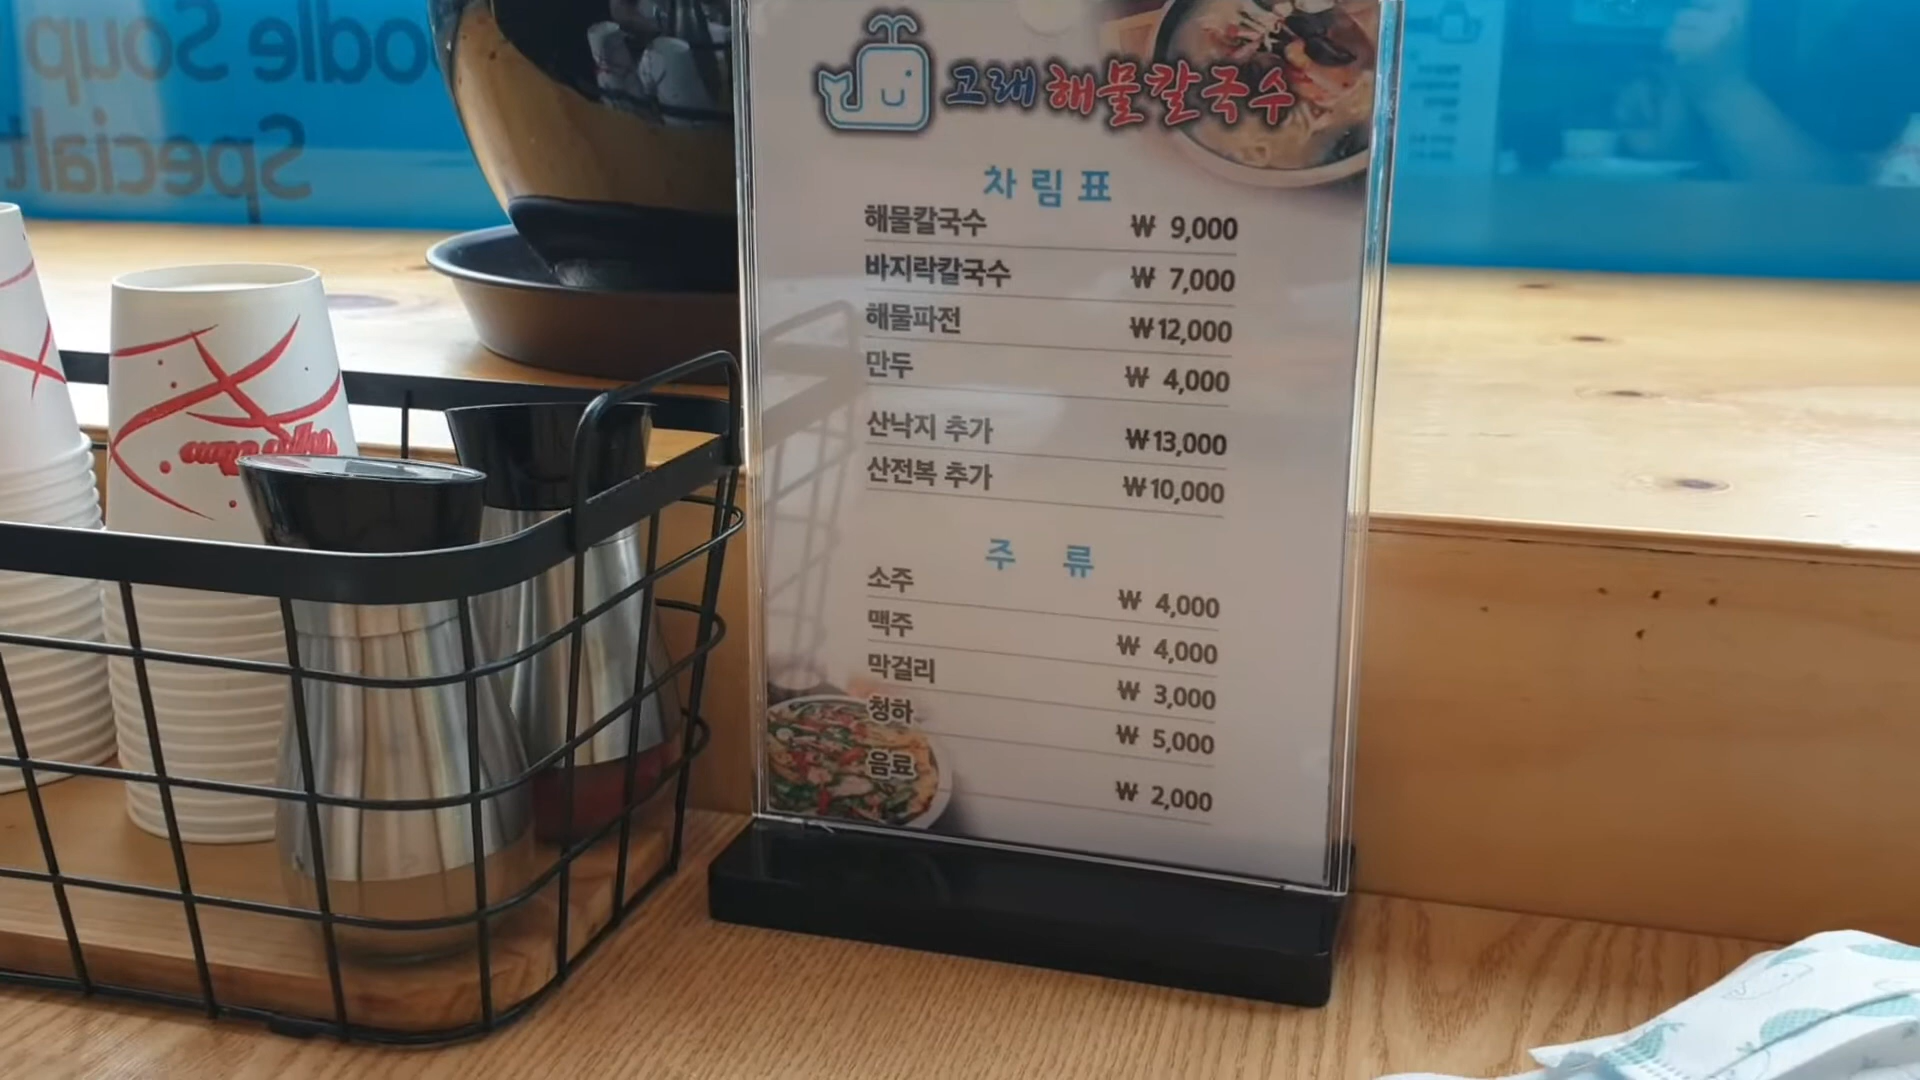 oodle Soup
Specialt
고래 해물칼국수
차림표
해물칼국수 ₩ 9,000
바지락칼국수 ₩ 7,000
해물파전 ₩12,000
만두 ₩ 4,000
산낙지 추가 ₩13,000
산전복 추가 ₩10,000
주류
소주 ₩ 4,000
맥주 ₩ 4,000
막걸리 ₩ 3,000
청하 ₩ 5,000
음료 ₩ 2,000